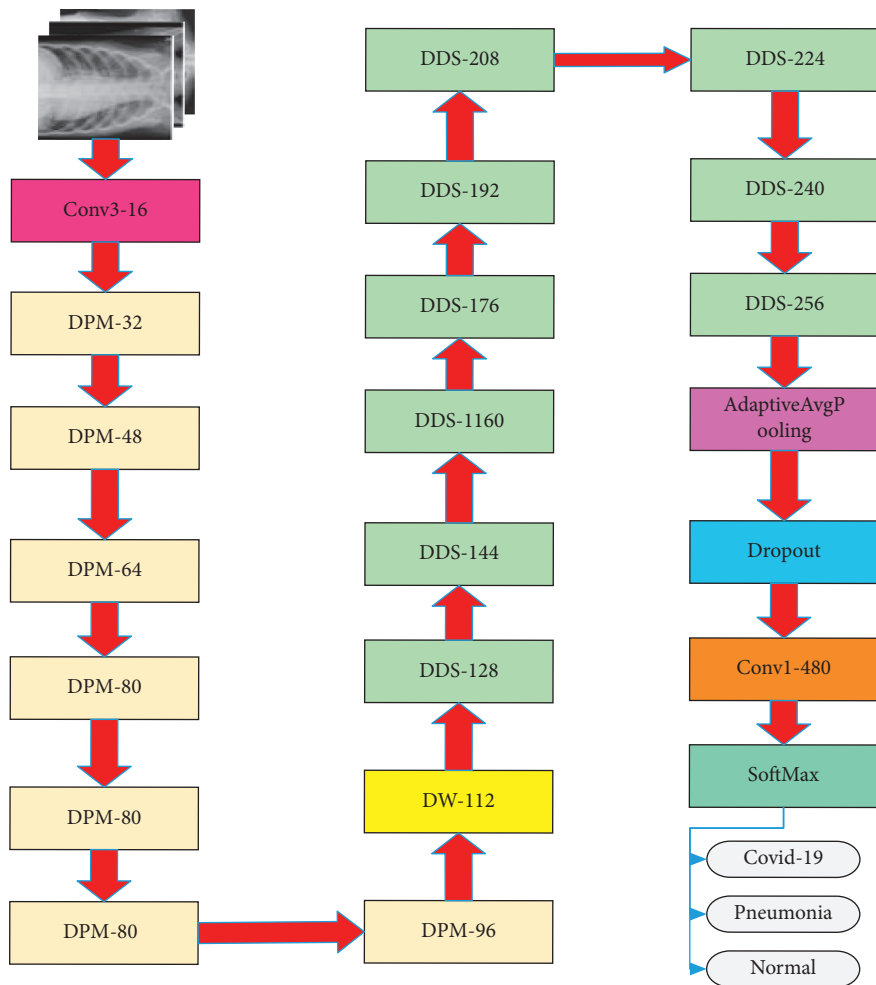 Conv3-16
DPM-32
DPM-48
DPM-64
DPM-80
DPM-80
DPM-80
DPM-96
DW-112
DDS-128
DDS-144
DDS-1160
DDS-176
DDS-192
DDS-208
DDS-224
DDS-240
DDS-256
AdaptiveAvgP
ooling
Dropout
Conv1-480
SoftMax
Covid-19
Pneumonia
Normal